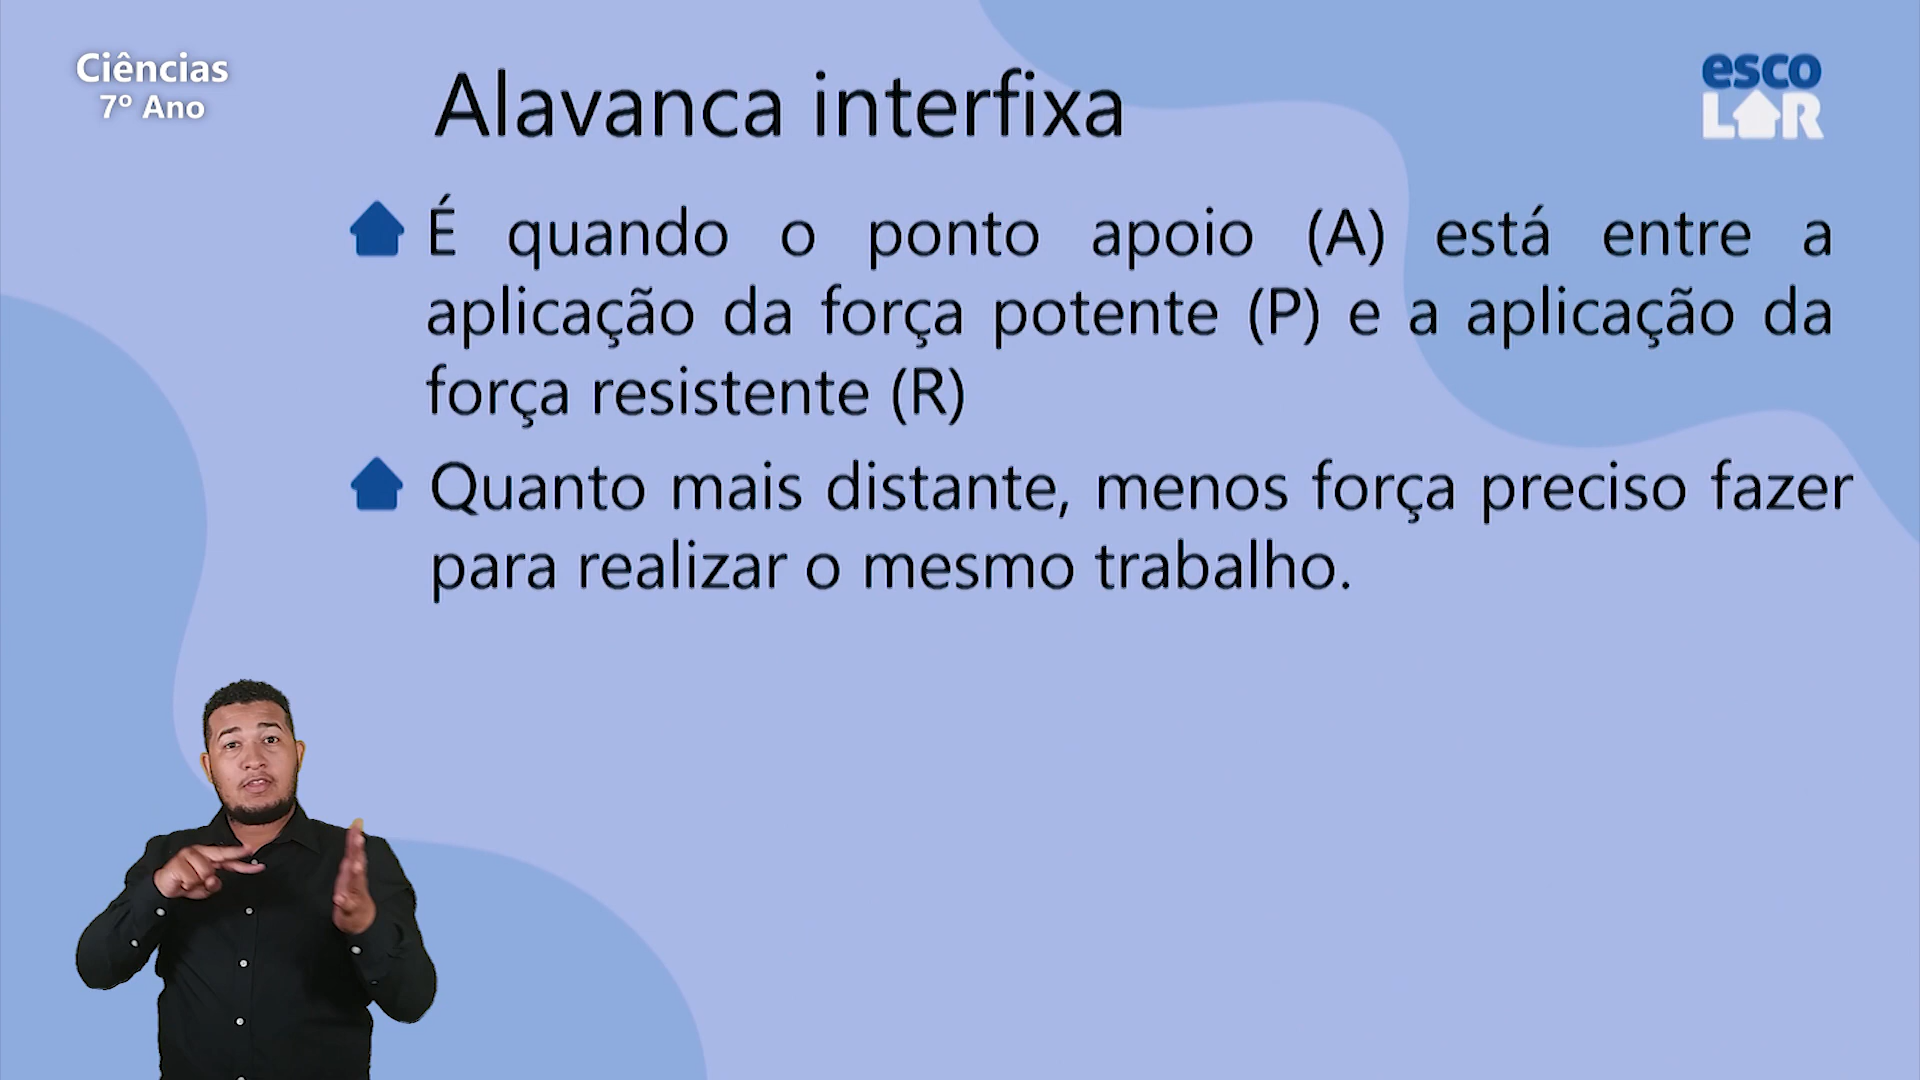 Ciências
7º Ano
Alavanca interfixa
esco
LAR
É quando o ponto apoio (A) está entre a
aplicação da força potente (P) e a aplicação da
força resistente (R)
Quanto mais distante, menos força preciso fazer
para realizar o mesmo trabalho.